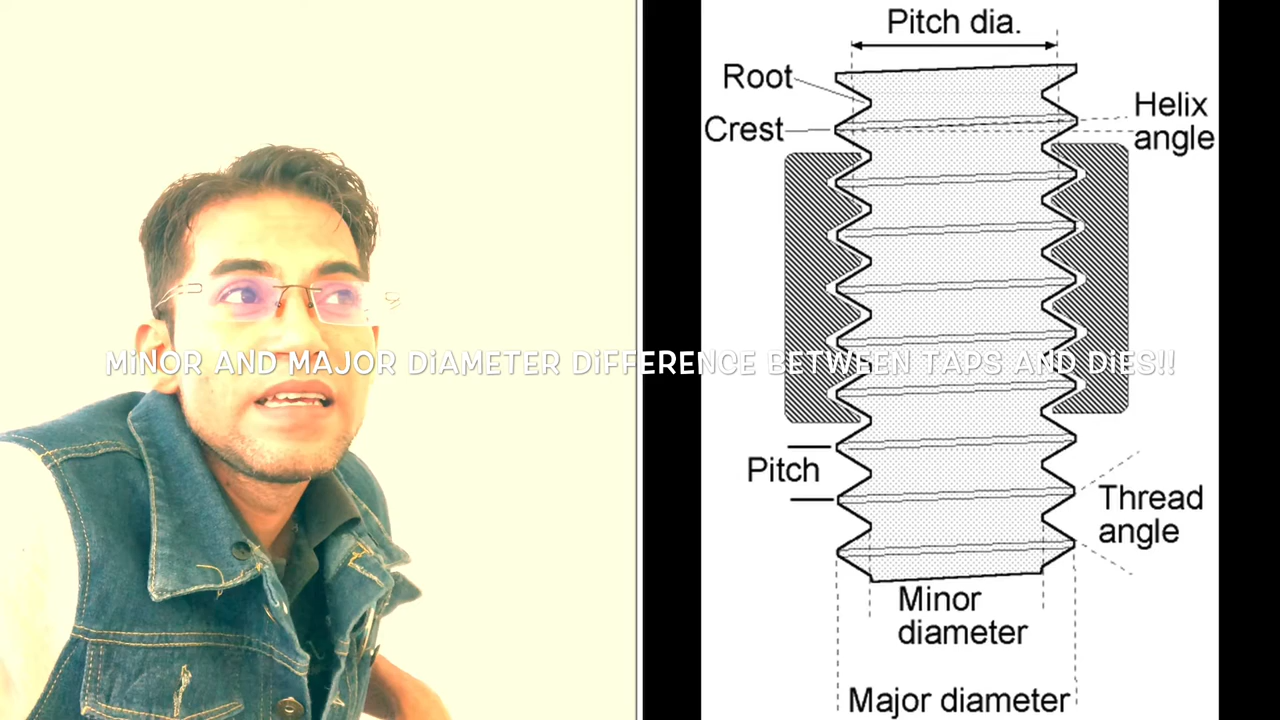 Pitch dia.
Root
Crest
Helix
angle
MINOR AND MAJOR DIAMETER DIFFERENCE BETWEEN TAPS AND DIES!!
Pitch
Thread
angle
Minor
diameter
Major diameter